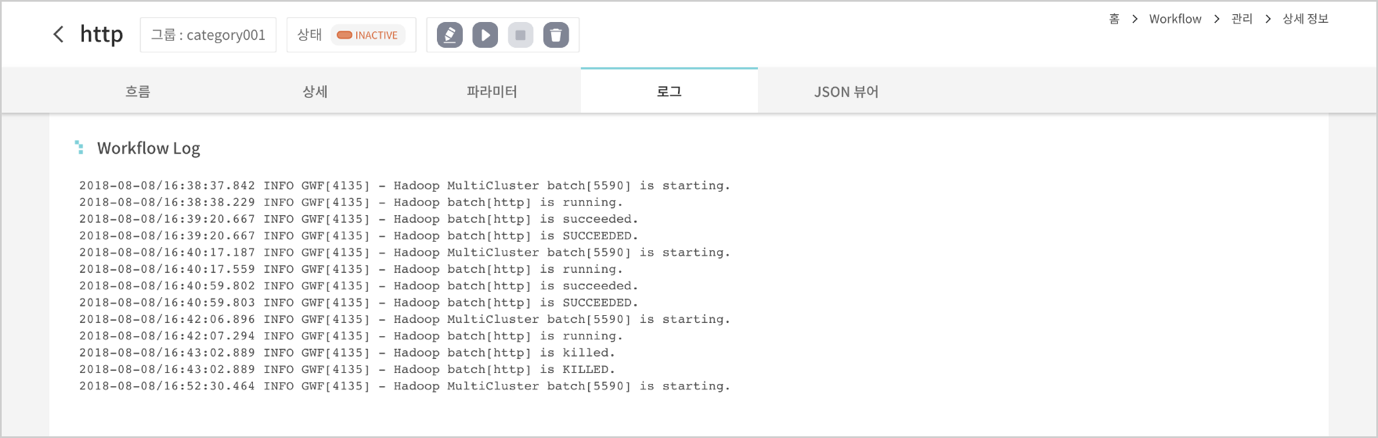 http
그룹 : category001
상태 INACTIVE
홈 > Workflow > 관리 > 상세 정보
흐름 상세 파라미터 로그 JSON 뷰어
Workflow Log
2018-08-08/16:38:37.842 INFO GWF[4135] - Hadoop MultiCluster batch[5590] is starting.
2018-08-08/16:38:38.229 INFO GWF[4135] - Hadoop batch[http] is running.
2018-08-08/16:39:20.667 INFO GWF[4135] - Hadoop batch[http] is succeeded.
2018-08-08/16:39:20.667 INFO GWF[4135] - Hadoop batch[http] is SUCCEEDED.
2018-08-08/16:40:17.187 INFO GWF[4135] - Hadoop MultiCluster batch[5590] is starting.
2018-08-08/16:40:17.559 INFO GWF[4135] - Hadoop batch[http] is running.
2018-08-08/16:40:59.802 INFO GWF[4135] - Hadoop batch[http] is succeeded.
2018-08-08/16:40:59.803 INFO GWF[4135] - Hadoop batch[http] is SUCCEEDED.
2018-08-08/16:42:06.896 INFO GWF[4135] - Hadoop MultiCluster batch[5590] is starting.
2018-08-08/16:42:07.294 INFO GWF[4135] - Hadoop batch[http] is running.
2018-08-08/16:43:02.889 INFO GWF[4135] - Hadoop batch[http] is killed.
2018-08-08/16:43:02.889 INFO GWF[4135] - Hadoop batch[http] is KILLED.
2018-08-08/16:52:30.464 INFO GWF[4135] - Hadoop MultiCluster batch[5590] is starting.